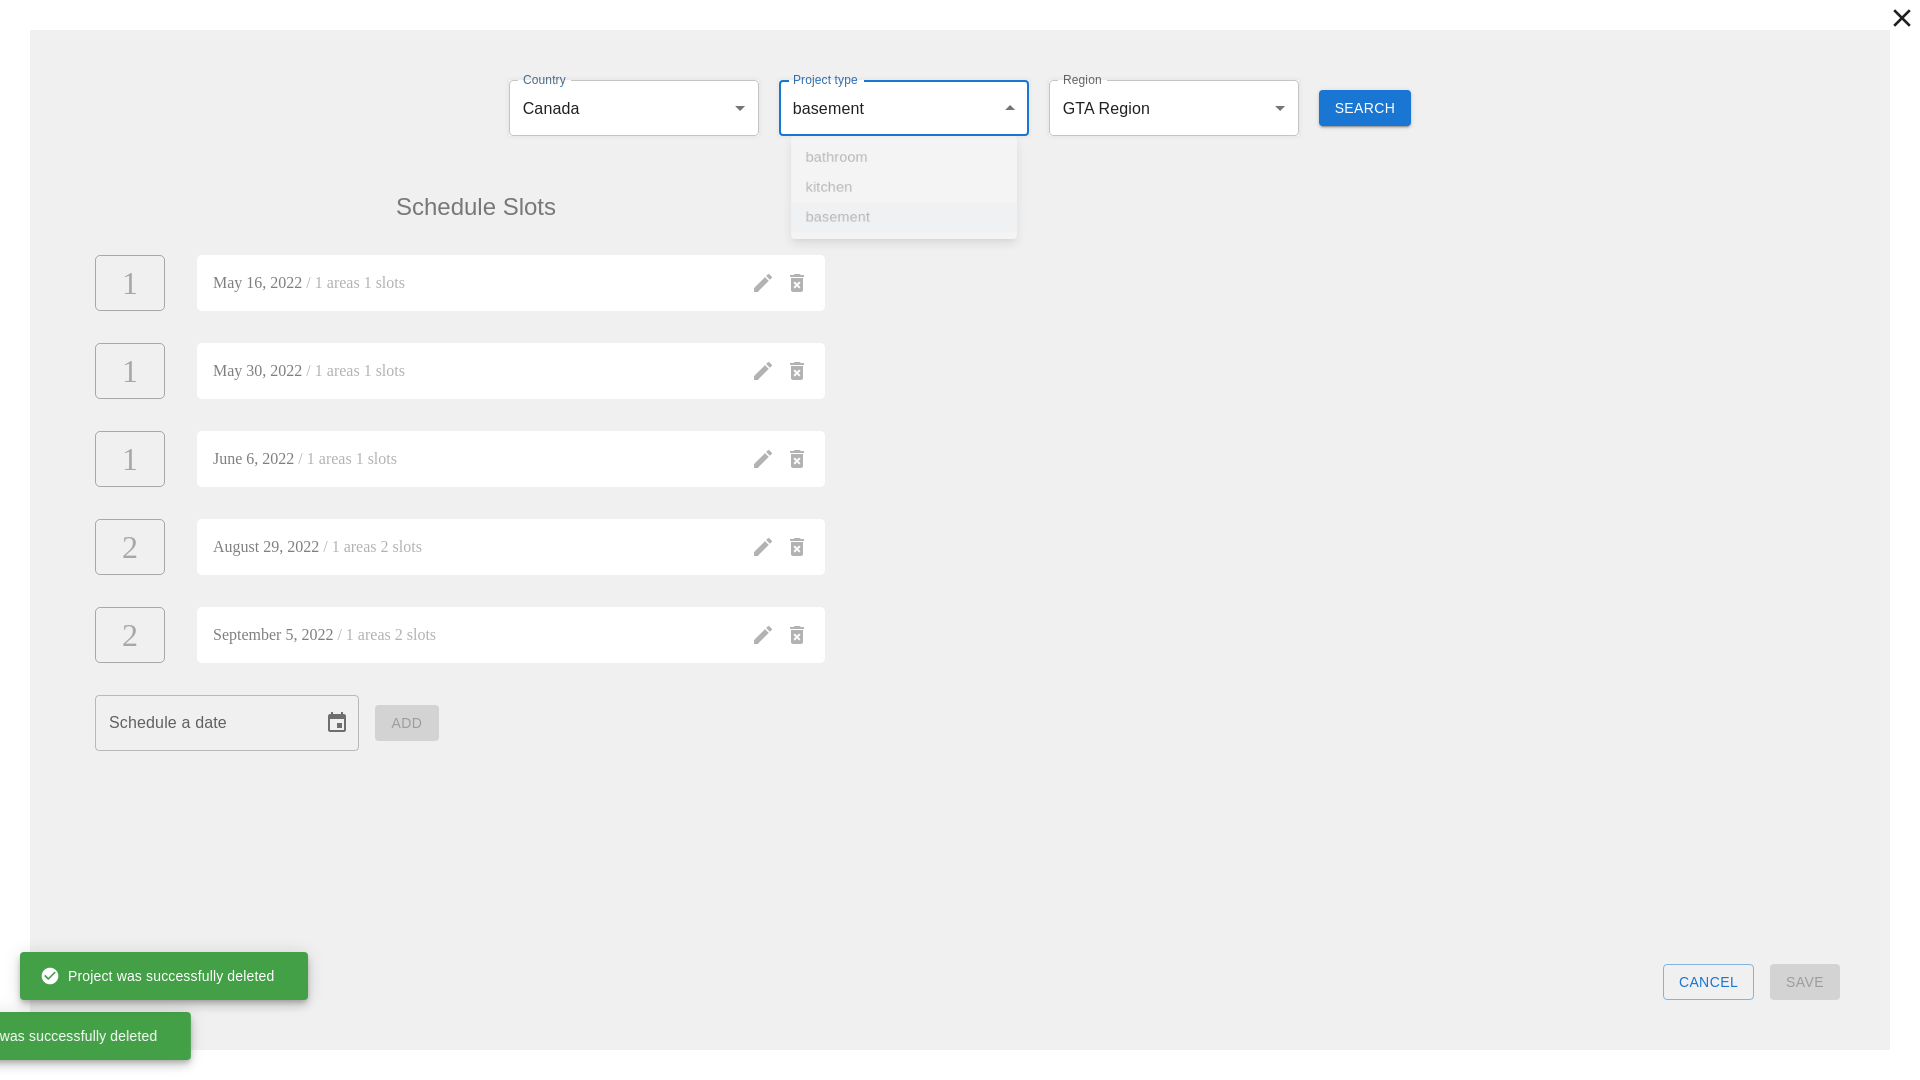 Country
Canada
Project type
basement
Region
GTA Region
SEARCH
bathroom
kitchen
basement
Schedule Slots
1
May 16, 2022 / 1 areas 1 slots
1
May 30, 2022 / 1 areas 1 slots
1
June 6, 2022 / 1 areas 1 slots
2
August 29, 2022 / 1 areas 2 slots
2
September 5, 2022 / 1 areas 2 slots
Schedule a date
ADD
Project was successfully deleted
was successfully deleted
CANCEL
SAVE